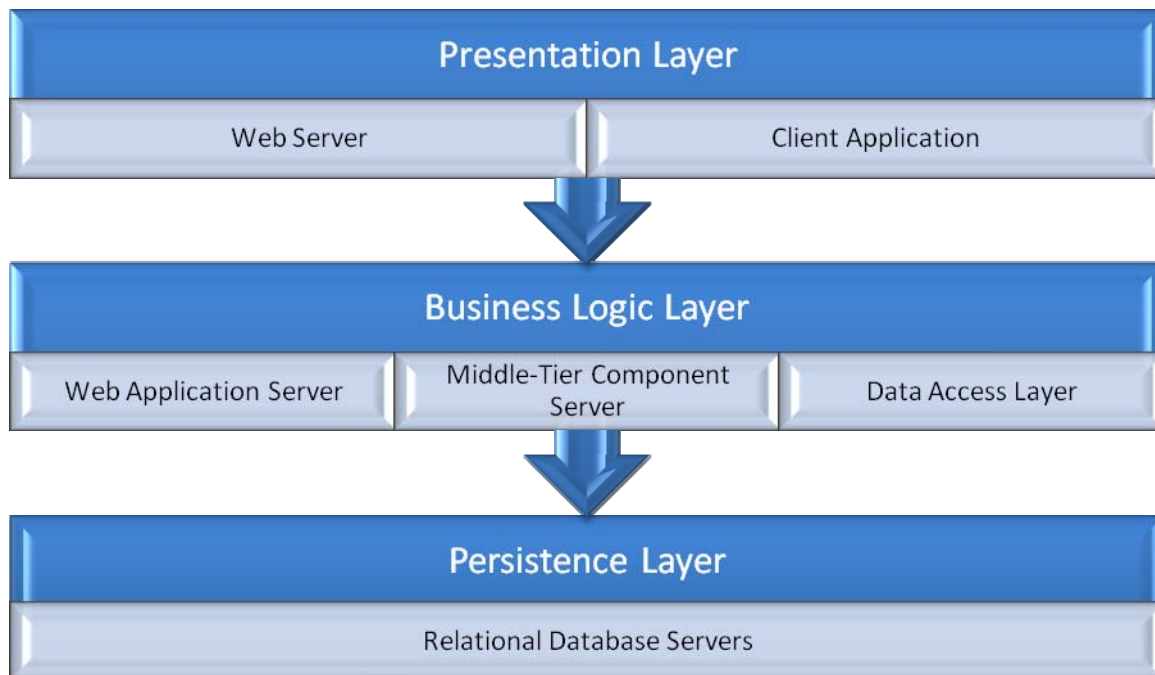 Presentation Layer
Web Server
Client Application
Business Logic Layer
Web Application Server
Middle-Tier Component
Server
Data Access Layer
Persistence Layer
Relational Database Servers